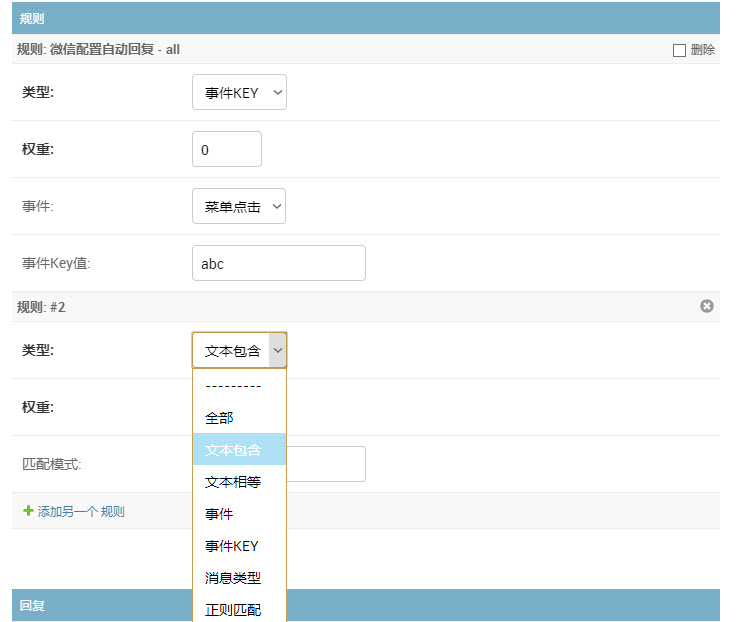 规则
规则: 微信配置自动回复 - all
删除
类型:
事件KEY
权重:
0
事件:
菜单点击
事件Key值:
abc
规则: #2
类型:
文本包含
---------
权重:
全部
文本包含
匹配模式:
文本相等
添加另一个 规则
事件
事件KEY
消息类型
回复
正则匹配